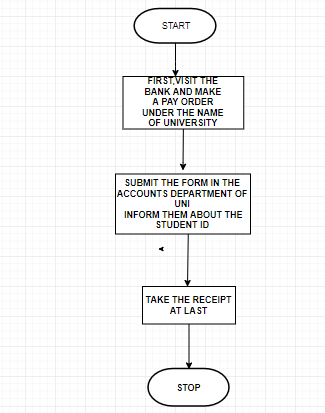 START
FIRST,VISIT THE
BANK AND MAKE
A PAY ORDER
UNDER THE NAME
OF UNIVERSITY
SUBMIT THE FORM IN THE
ACCOUNTS DEPARTMENT OF
UNI
INFORM THEM ABOUT THE
STUDENT ID
TAKE THE RECEIPT
AT LAST
STOP